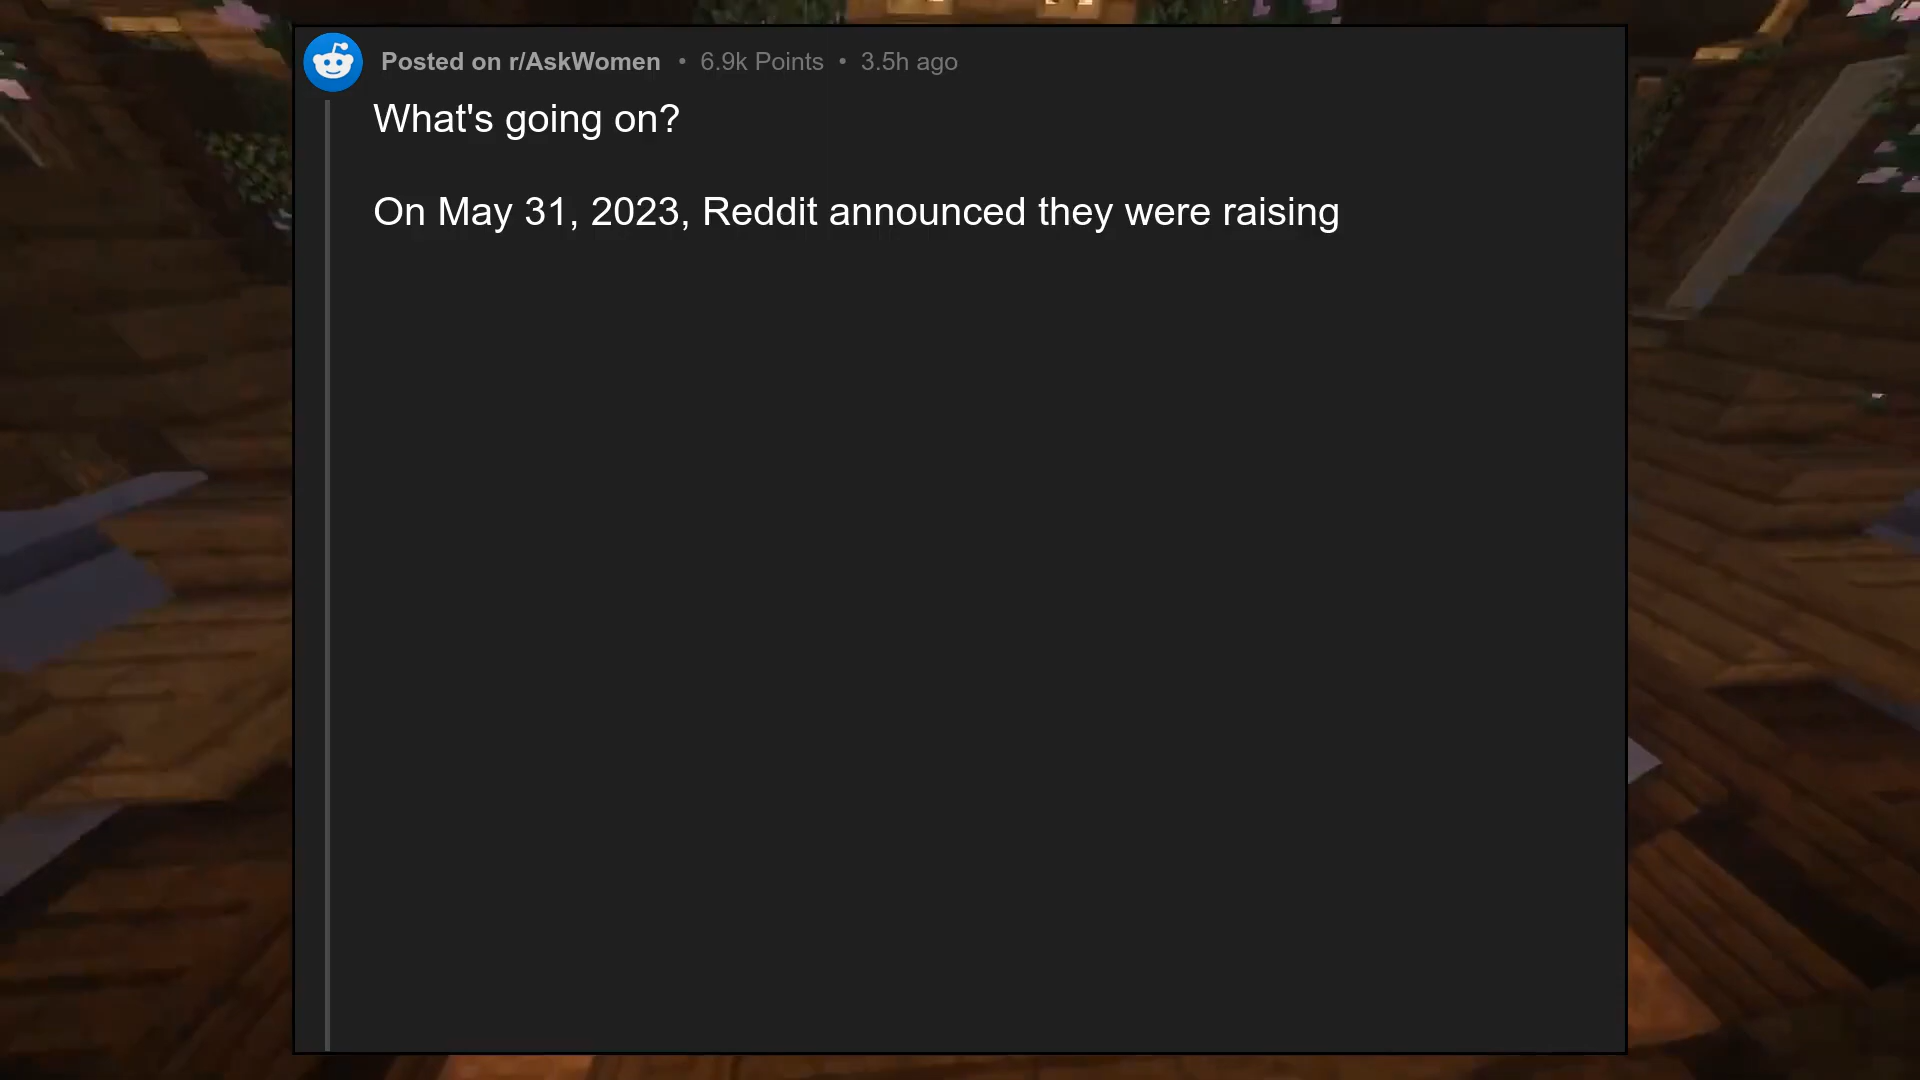 Posted on r/AskWomen • 6.9k Points • 3.5h ago
What's going on?
On May 31, 2023, Reddit announced they were raising